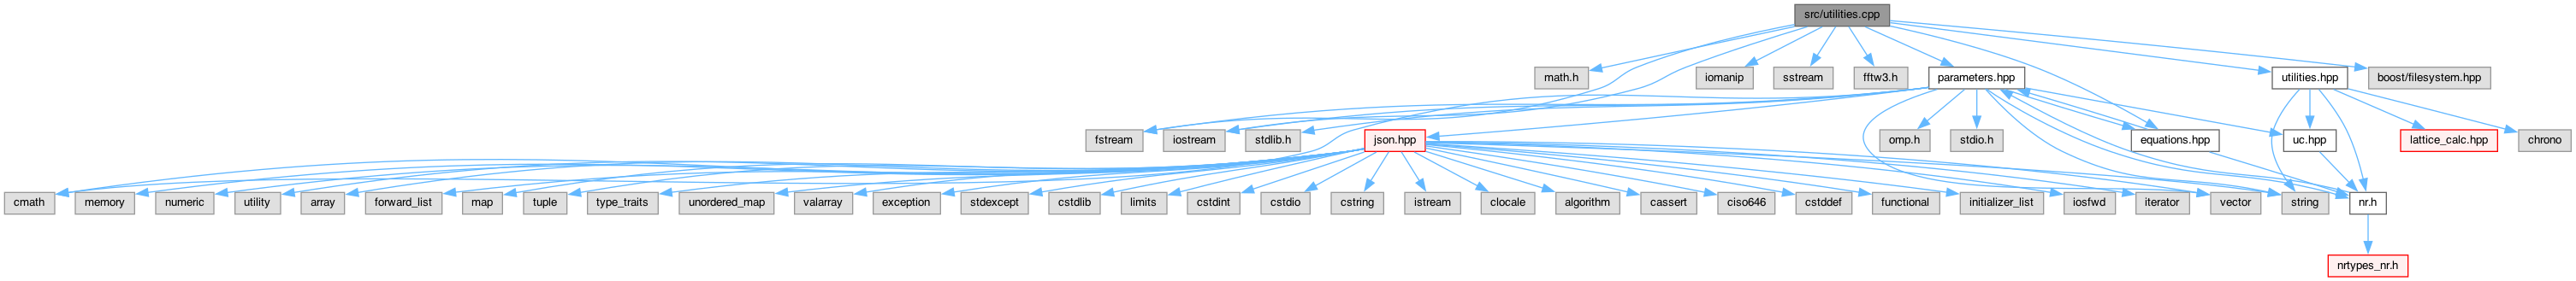 src/utilities.cpp
math.h
iomanip
sstream
fftw3.h
parameters.hpp
utilities.hpp
boost/filesystem.hpp
fstream
iostream
stdlib.h
json.hpp
omp.h
stdio.h
equations.hpp
uc.hpp
lattice_calc.hpp
chrono
cmath
memory
numeric
utility
array
forward_list
map
tuple
type_traits
unordered_map
valarray
exception
stdexcept
cstdlib
limits
cstdint
cstdio
cstring
istream
clocale
algorithm
cassert
ciso646
cstddef
functional
initializer_list
iosfwd
iterator
vector
string
nr.h
nrtypes_nr.h